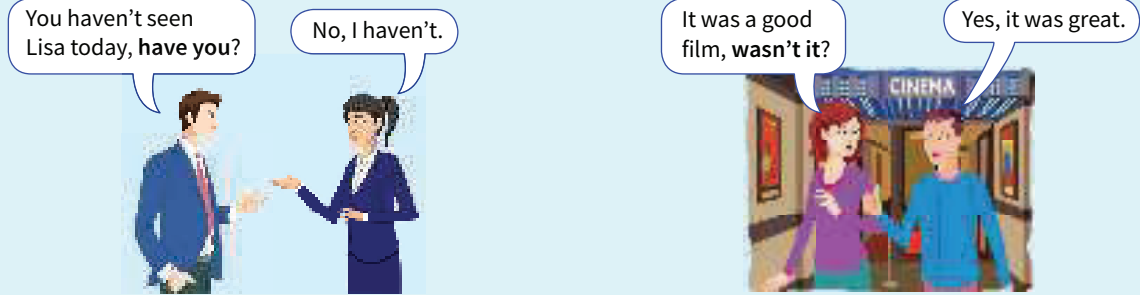 You haven’t seen
Lisa today, have you?
No, I haven’t.
It was a good
film, wasn’t it?
Yes, it was great.
CINEMA